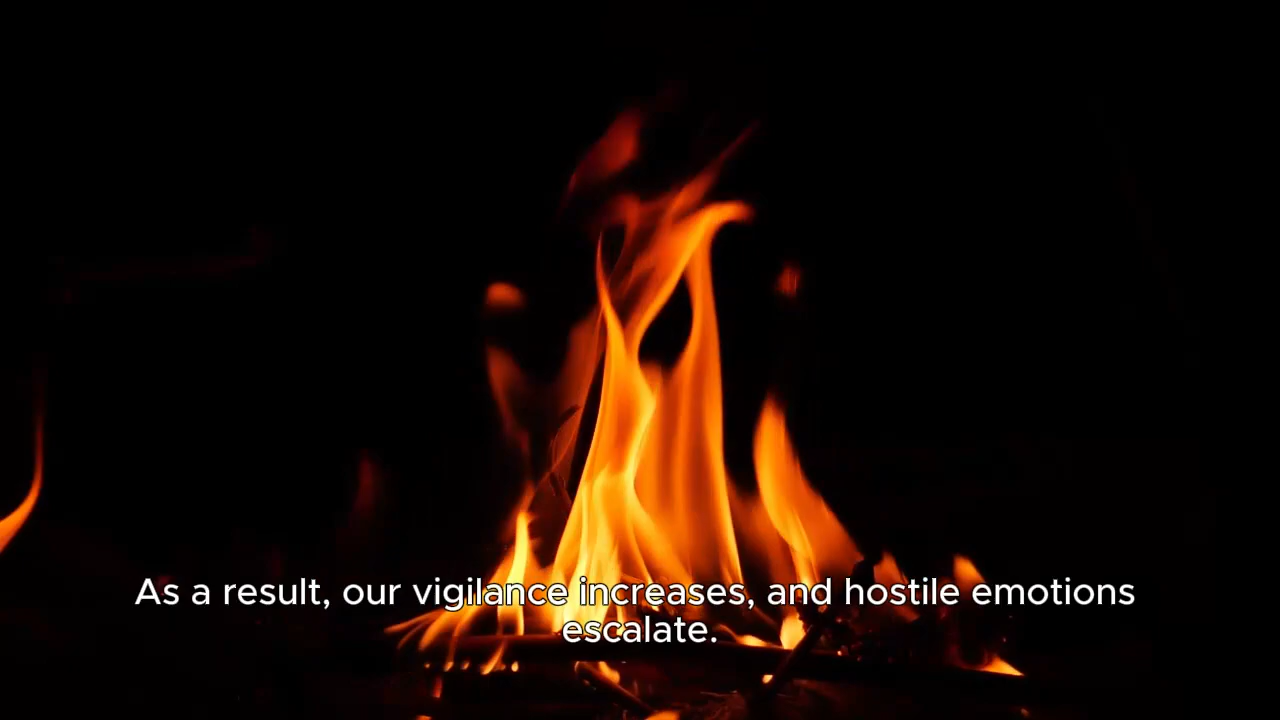 As a result, our vigilance increases, and hostile emotions
escalate.